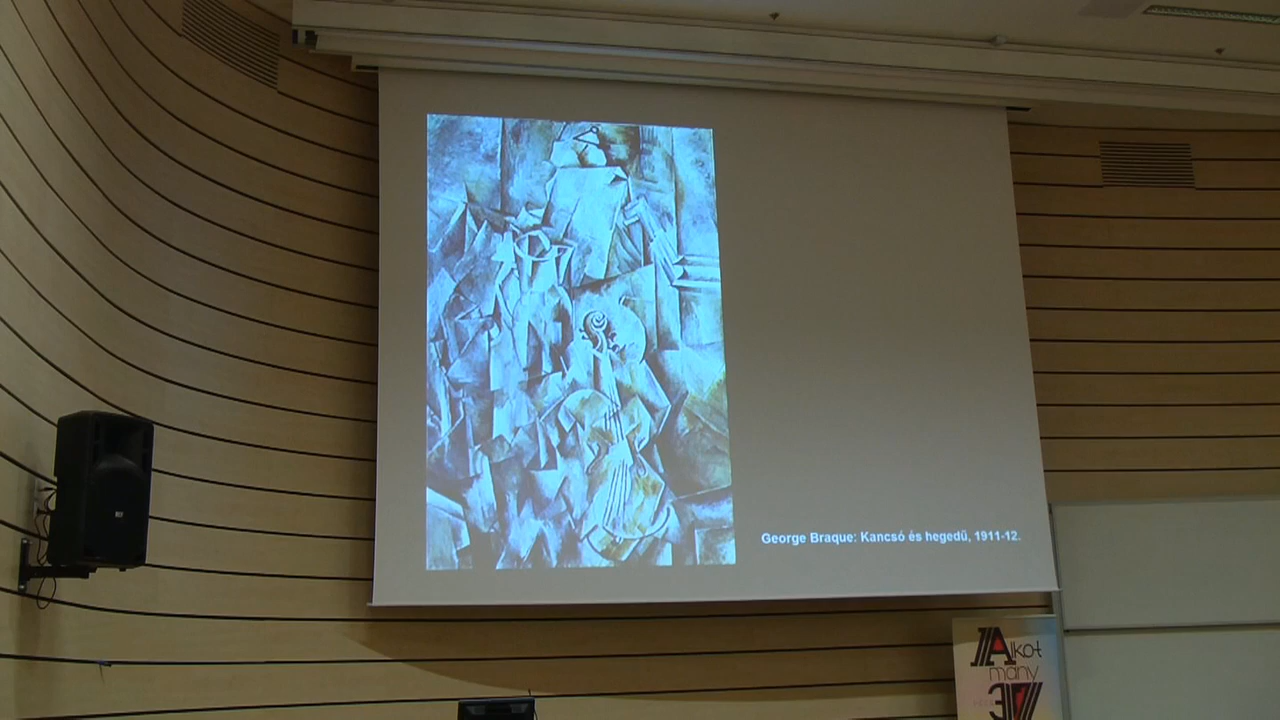 George Braque: Kancsó és hegedű, 1911-12.
Alkot
mány
37